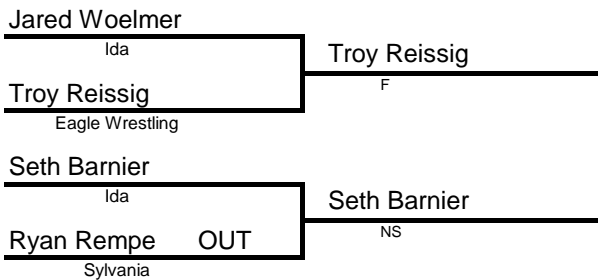 Jared Woelmer
Ida
Troy Reissig
F
Troy Reissig
Eagle Wrestling
Seth Barnier
Ida
Seth Barnier
NS
Ryan Rempe OUT
Sylvania